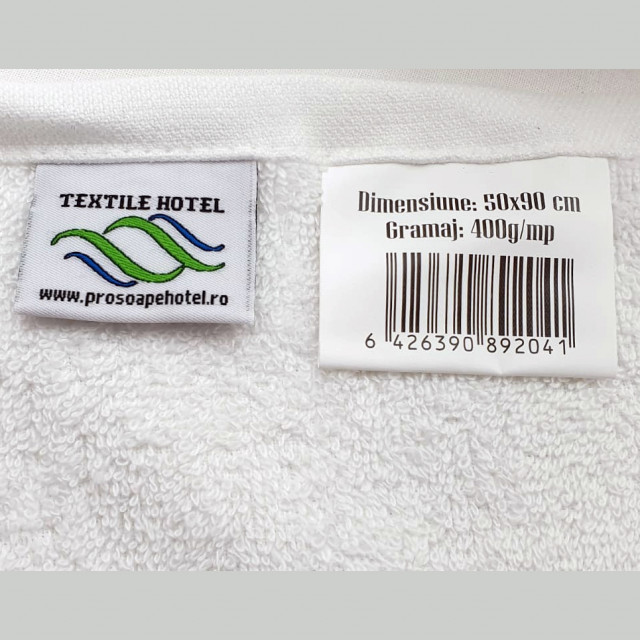 TEXTILE HOTEL
www.prosoapehotel.ro
Dimensiune: 50x90 cm
Gramaj: 400g/mp
6 426390 892041